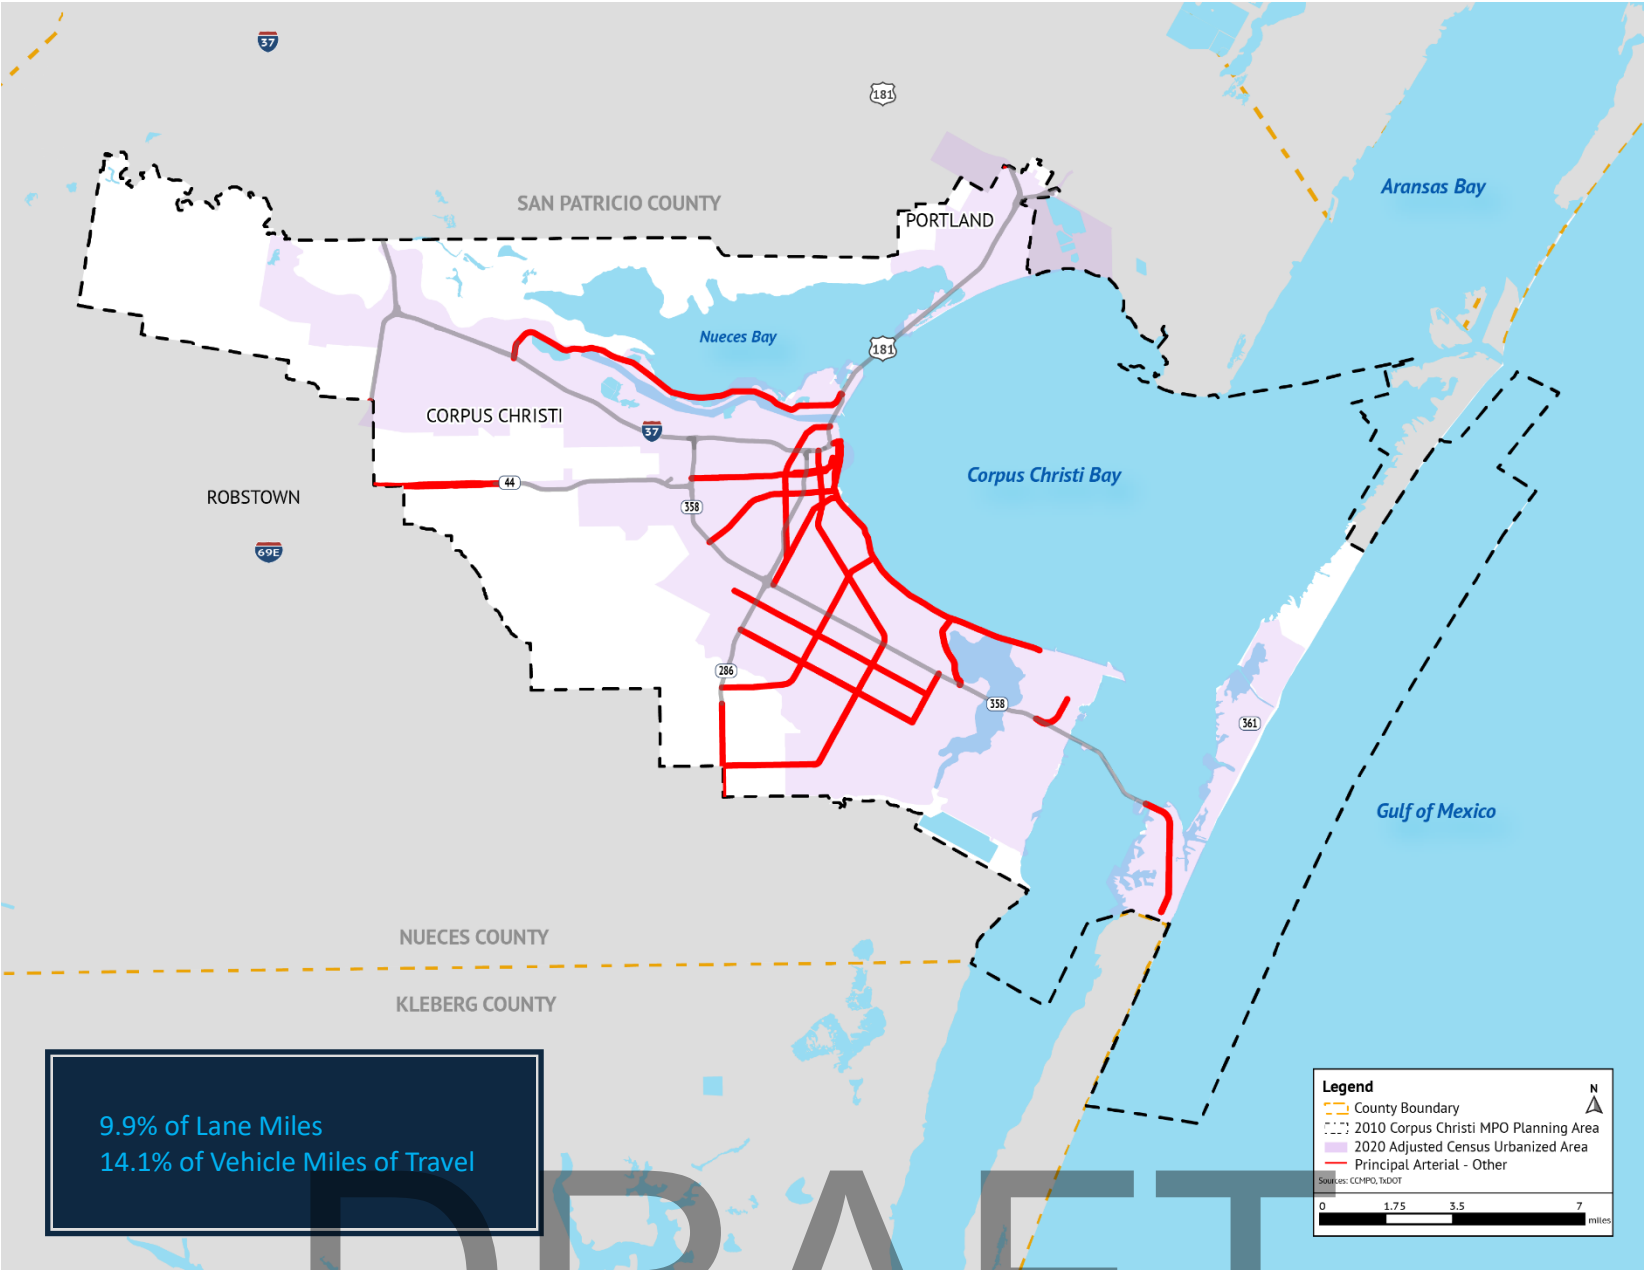 37
181
Aransas Bay
SAN PATRICIO COUNTY
PORTLAND
Nueces Bay
181
CORPUS CHRISTI
37
Corpus Christi Bay
44
ROBSTOWN
358
69E
286
358
361
Gulf of Mexico
NUECES COUNTY
KLEBERG COUNTY
9.9% of Lane Miles
14.1% of Vehicle Miles of Travel
Legend
N
County Boundary
2010 Corpus Christi MPO Planning Area
2020 Adjusted Census Urbanized Area
Principal Arterial - Other
Sources: CCMPO, TxDOT
0 1.75 3.5 7
miles
DRAFT